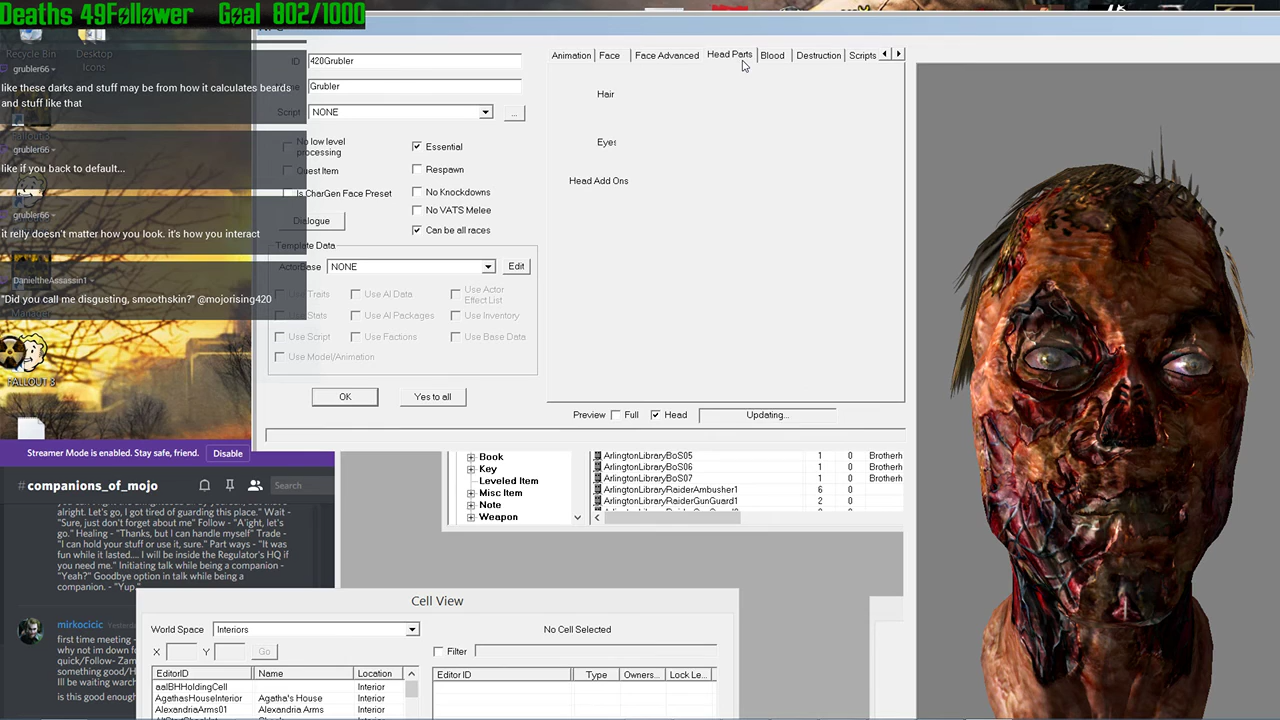 Deaths 49Follower Goal 802/1000
Recycle Bin
Desktop Icons
grubler66
like these darks and stuff may be from how it calculates beards
and stuff like that
grubler66
like if you back to default...
grubler66
it relly doesn't matter how you look. it's how you interact
DanieltheAssassin1
"Did you call me disgusting, smoothskin?" @mojorising420
Manager
FALLOUT 3
ID
420Grubler
Grubler
Script
NONE
...
No low level
processing
Essential
Quest Item
Respawn
Is CharGen Face Preset
No Knockdowns
No VATS Melee
Dialogue
Can be all races
Template Data
ActorBase
NONE
Edit
Use Traits
Use AI Data
Use Actor
Effect List
Use Stats
Use AI Packages
Use Inventory
Use Script
Use Factions
Use Base Data
Use Model/Animation
OK
Yes to all
Animation
Face
Face Advanced
Head Parts
Blood
Destruction
Scripts
Hair
Eyes
Head Add Ons
Preview
Full
Head
Updating...
Streamer Mode is enabled. Stay safe, friend.
Disable
# companions_of_mojo
Search
alright. Let's go, I got tired of guarding this place." Wait -
"Sure, just don't forget about me" Follow - "A'ight, let's
go." Healing - "Thanks, but I can handle myself" Trade -
"I can hold your stuff or use it, sure." Part ways - "It was
fun while it lasted.... I will be inside the Regulator's HQ if
you need me." Initiating talk while being a companion -
"Yeah?" Goodbye option in talk while being a
companion. - "Yup."
mirkocicic
first time meeting -
why not im down fo
quick/Follow- Zam
something good/H
Ill be waiting warch
is this good enough
Book
Key
Leveled Item
Misc Item
Note
Weapon
ArlingtonLibraryBoS05 1 0 Brotherh
ArlingtonLibraryBoS06 1 0 Brotherh
ArlingtonLibraryBoS07 1 0 Brotherh
ArlingtonLibraryRaiderAmbusher1 6 0
ArlingtonLibraryRaiderGunGuard1 2 0
Cell View
World Space
Interiors
No Cell Selected
X
Y
Go
Filter
EditorID Name Location
aaIBHHoldingCell Interior
AgathasHouseInterior Agatha's House Interior
AlexandriaArms01 Alexandria Arms Interior
Editor ID Type Owners... Lock Le...